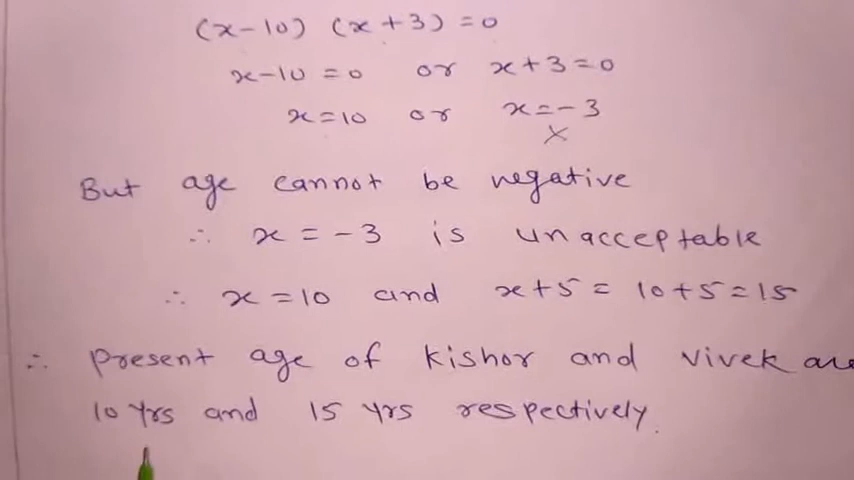 (x-10) (x+3) = 0
x-10 = 0 or x+3=0
x=10 or x=-3
×
But age cannot be negative
∴ x = -3 is unacceptable
∴ x = 10 and x+5 = 10+5=15
∴ present age of kishor and vivek are
10 yrs and 15 yrs respectively.